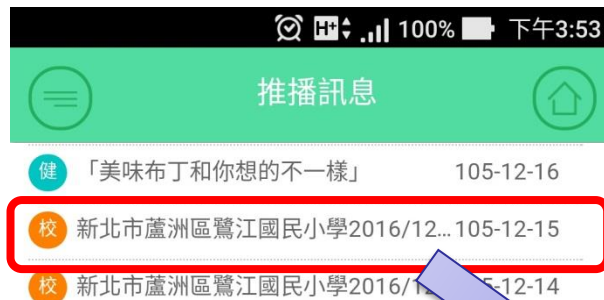 H+ 100% 下午3:53
推播訊息
健 「美味布丁和你想的不一樣」 105-12-16
校 新北市蘆洲區鷺江國民小學2016/12... 105-12-15
校 新北市蘆洲區鷺江國民小學2016/ 5-12-14